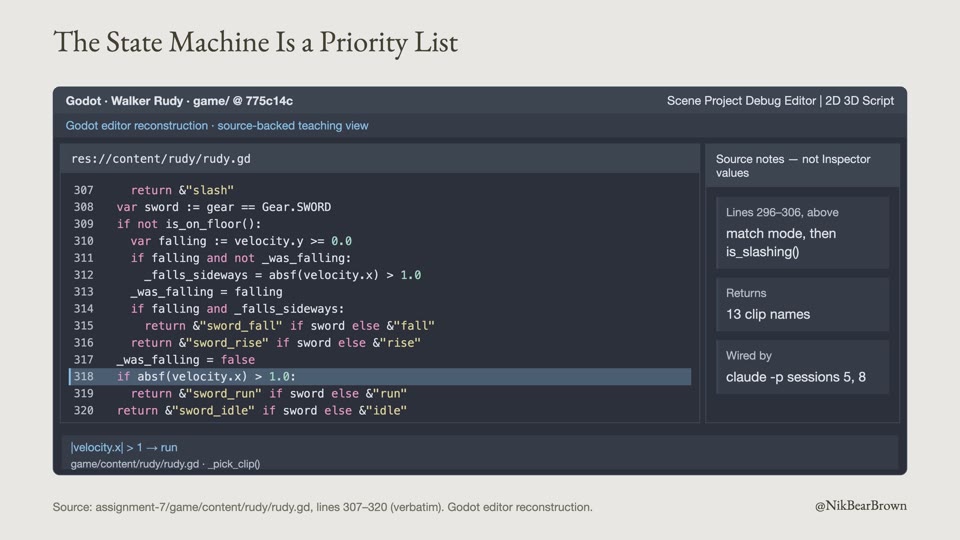 The State Machine Is a Priority List
Godot · Walker Rudy · game/ @ 775c14c
Scene Project Debug Editor | 2D 3D Script
Godot editor reconstruction · source-backed teaching view
res://content/rudy/rudy.gd
307 return &"slash"
308 var sword := gear == Gear.SWORD
309 if not is_on_floor():
310 var falling := velocity.y >= 0.0
311 if falling and not _was_falling:
312 _falls_sideways = absf(velocity.x) > 1.0
313 _was_falling = falling
314 if falling and _falls_sideways:
315 return &"sword_fall" if sword else &"fall"
316 return &"sword_rise" if sword else &"rise"
317 _was_falling = false
318 if absf(velocity.x) > 1.0:
319 return &"sword_run" if sword else &"run"
320 return &"sword_idle" if sword else &"idle"
Source notes — not Inspector
values
Lines 296–306, above
match mode, then
is_slashing()
Returns
13 clip names
Wired by
claude -p sessions 5, 8
|velocity.x| > 1 → run
game/content/rudy/rudy.gd · _pick_clip()
Source: assignment-7/game/content/rudy/rudy.gd, lines 307–320 (verbatim). Godot editor reconstruction.
@NikBearBrown